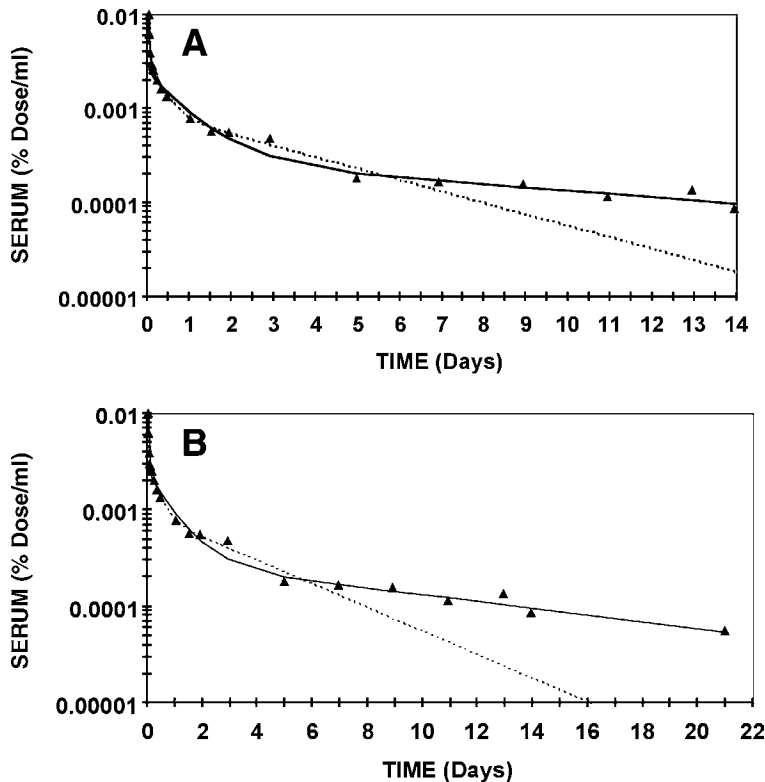 A
SERUM (% Dose/ml)
0.01
0.001
0.0001
0.00001
0 1 2 3 4 5 6 7 8 9 10 11 12 13 14
TIME (Days)
B
SERUM (% Dose/ml)
0.01
0.001
0.0001
0.00001
0 2 4 6 8 10 12 14 16 18 20 22
TIME (Days)